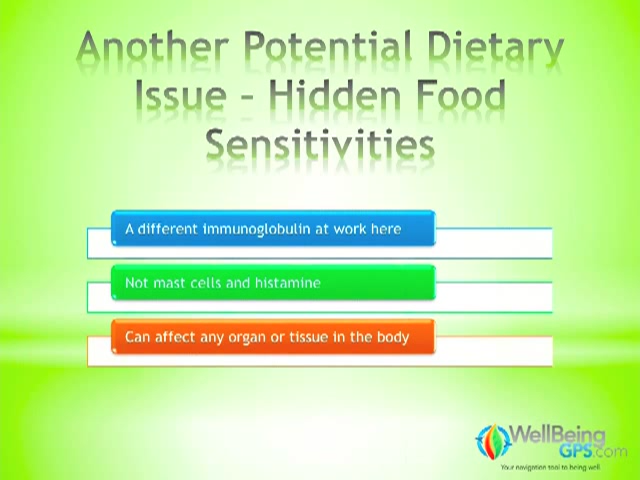 Another Potential Dietary
Issue – Hidden Food
Sensitivities
A different immunoglobulin at work here
Not mast cells and histamine
Can affect any organ or tissue in the body
WellBeing
GPS.com
Your navigation tool to being well.